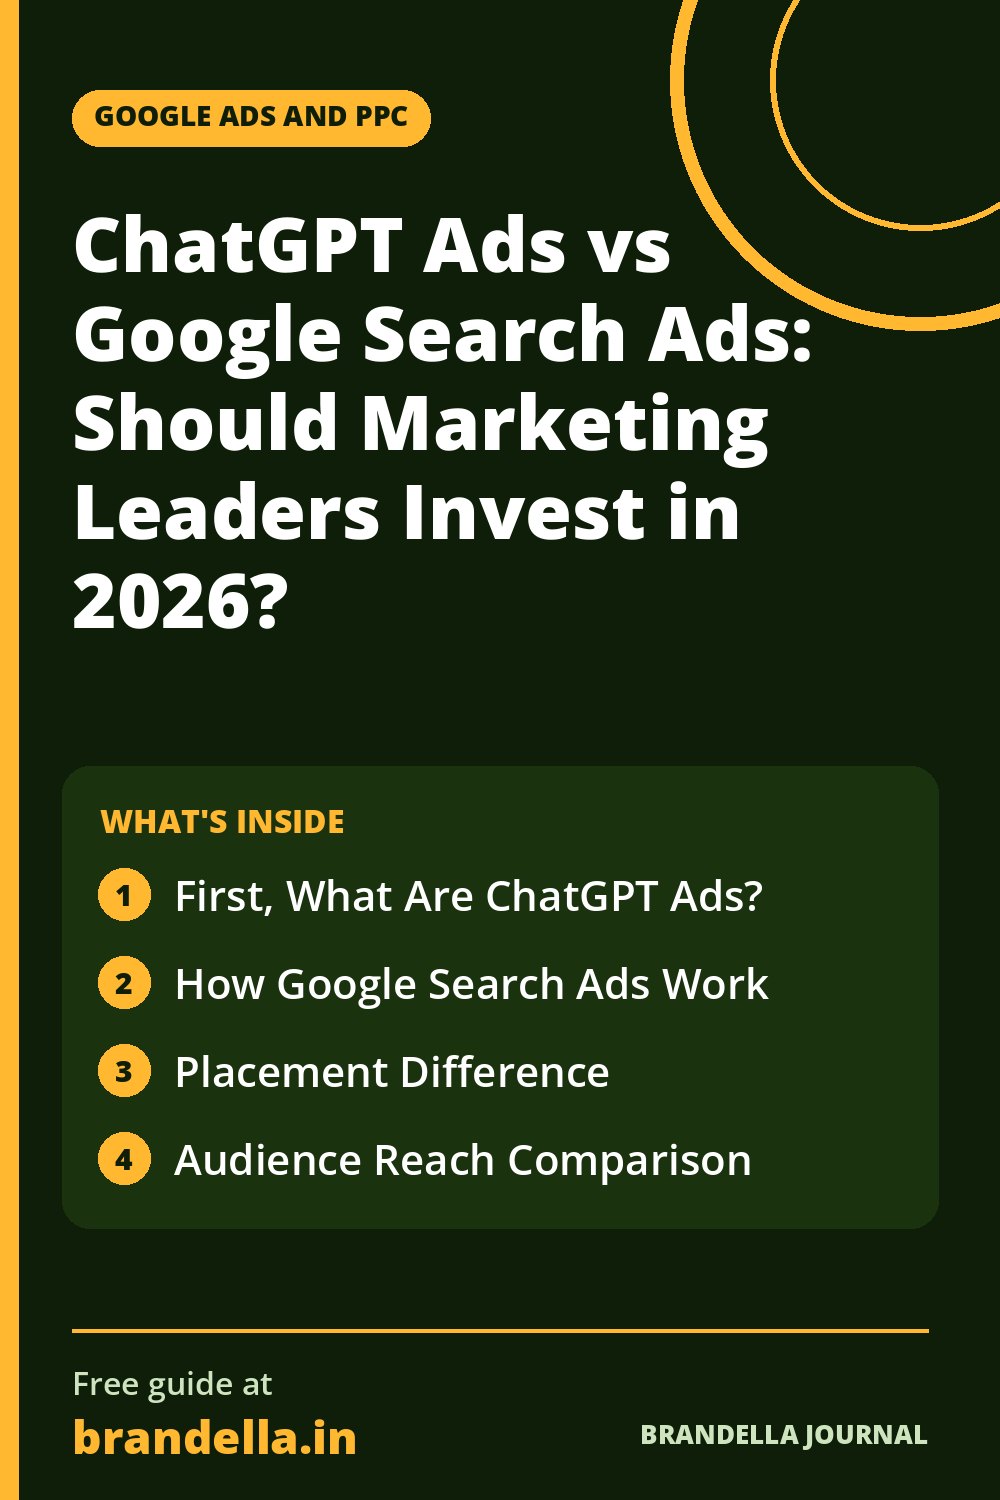 GOOGLE ADS AND PPC
ChatGPT Ads vs
Google Search Ads:
Should Marketing
Leaders Invest in
2026?
WHAT'S INSIDE
1 First, What Are ChatGPT Ads?
2 How Google Search Ads Work
3 Placement Difference
4 Audience Reach Comparison
Free guide at
brandella.in
BRANDELLA JOURNAL